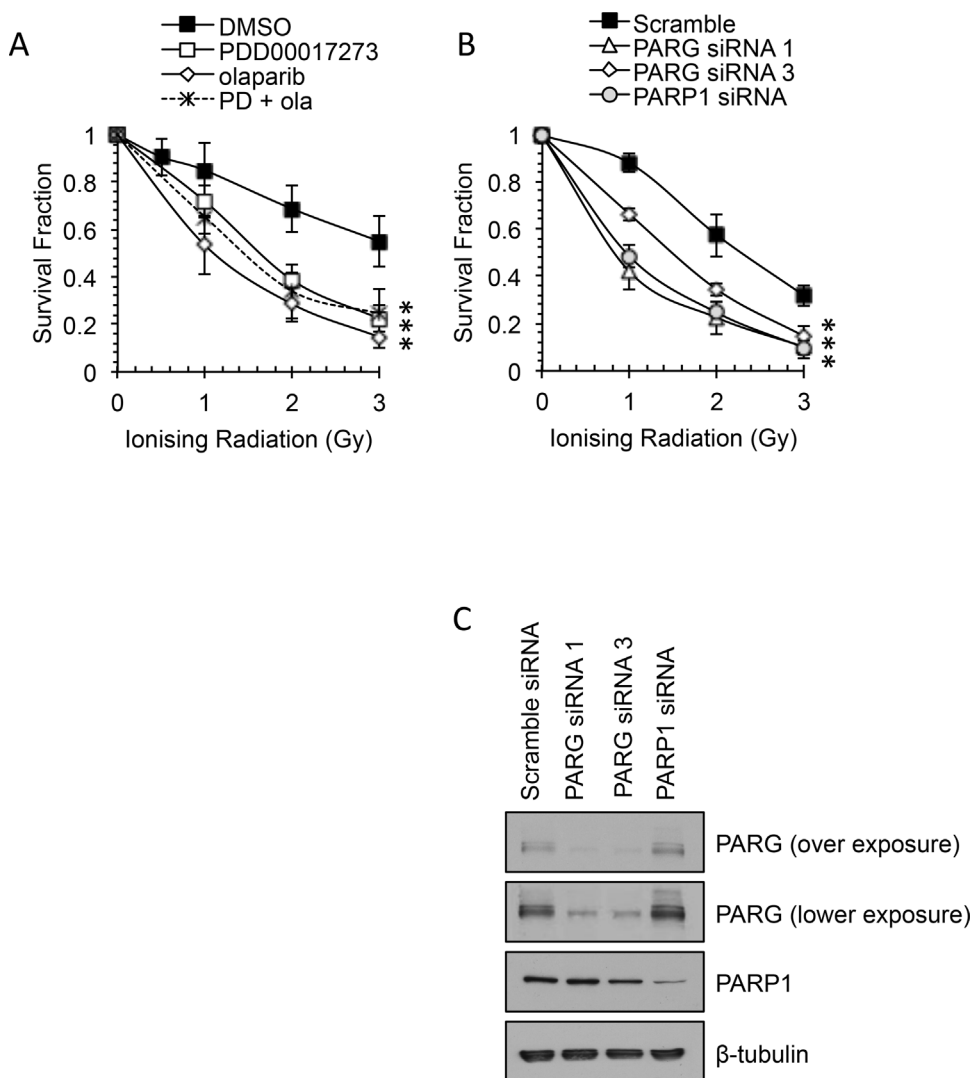 A
DMSO
PDD00017273
olaparib
PD + ola
1
0.8
0.6
0.4
0.2
0
Survival Fraction
0 1 2 3
Ionising Radiation (Gy)
*
*
*
B
Scramble
PARG siRNA 1
PARG siRNA 3
PARP1 siRNA
1
0.8
0.6
0.4
0.2
0
Survival Fraction
0 1 2 3
Ionising Radiation (Gy)
*
*
*
C
Scramble siRNA
PARG siRNA 1
PARG siRNA 3
PARP1 siRNA
PARG (over exposure)
PARG (lower exposure)
PARP1
β-tubulin